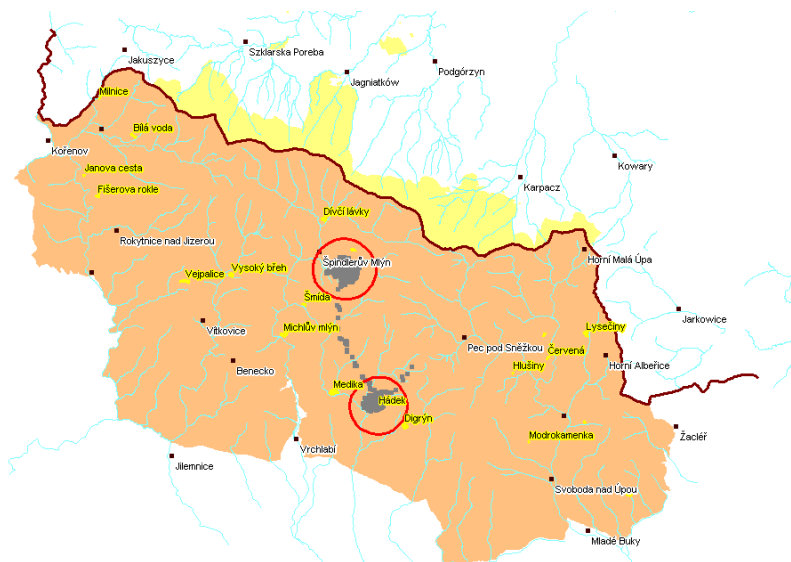 Szklarska Poreba
Jakuszyce
Podgórzyn
Jagniatków
Milnice
Bílá voda
Kořenov
Kowary
Janova cesta
Karpacz
Fišerova rokle
Dívčí lávky
Rokytnice nad Jizerou
Horní Malá Úpa
Špindlerův Mlýn
Vysoký břeh
Vejpalice
Šmída
Jarkowice
Vítkovice
Michlův mlýn
Lysečiny
Pec pod Sněžkou
Červená
Benecko
Hlušiny
Horní Albeřice
Medika
Hádek
Digrýn
Modrokamenka
Žacléř
Vrchlabí
Jilemnice
Svoboda nad Úpou
Mladé Buky